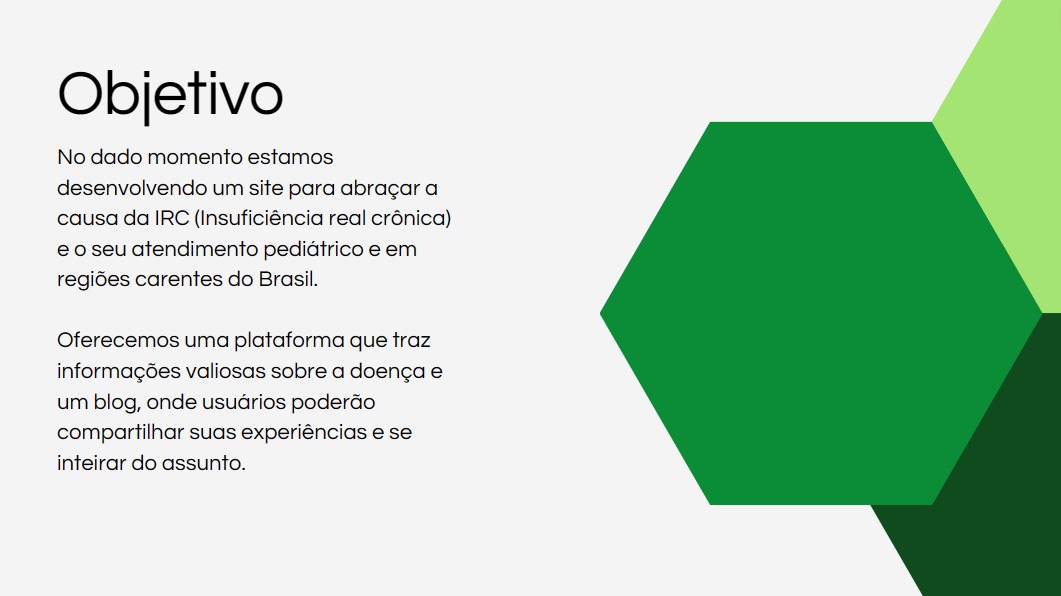 Objetivo
No dado momento estamos
desenvolvendo um site para abraçar a
causa da IRC (Insuficiência real crônica)
e o seu atendimento pediátrico e em
regiões carentes do Brasil.
Oferecemos uma plataforma que traz
informações valiosas sobre a doença e
um blog, onde usuários poderão
compartilhar suas experiências e se
inteirar do assunto.